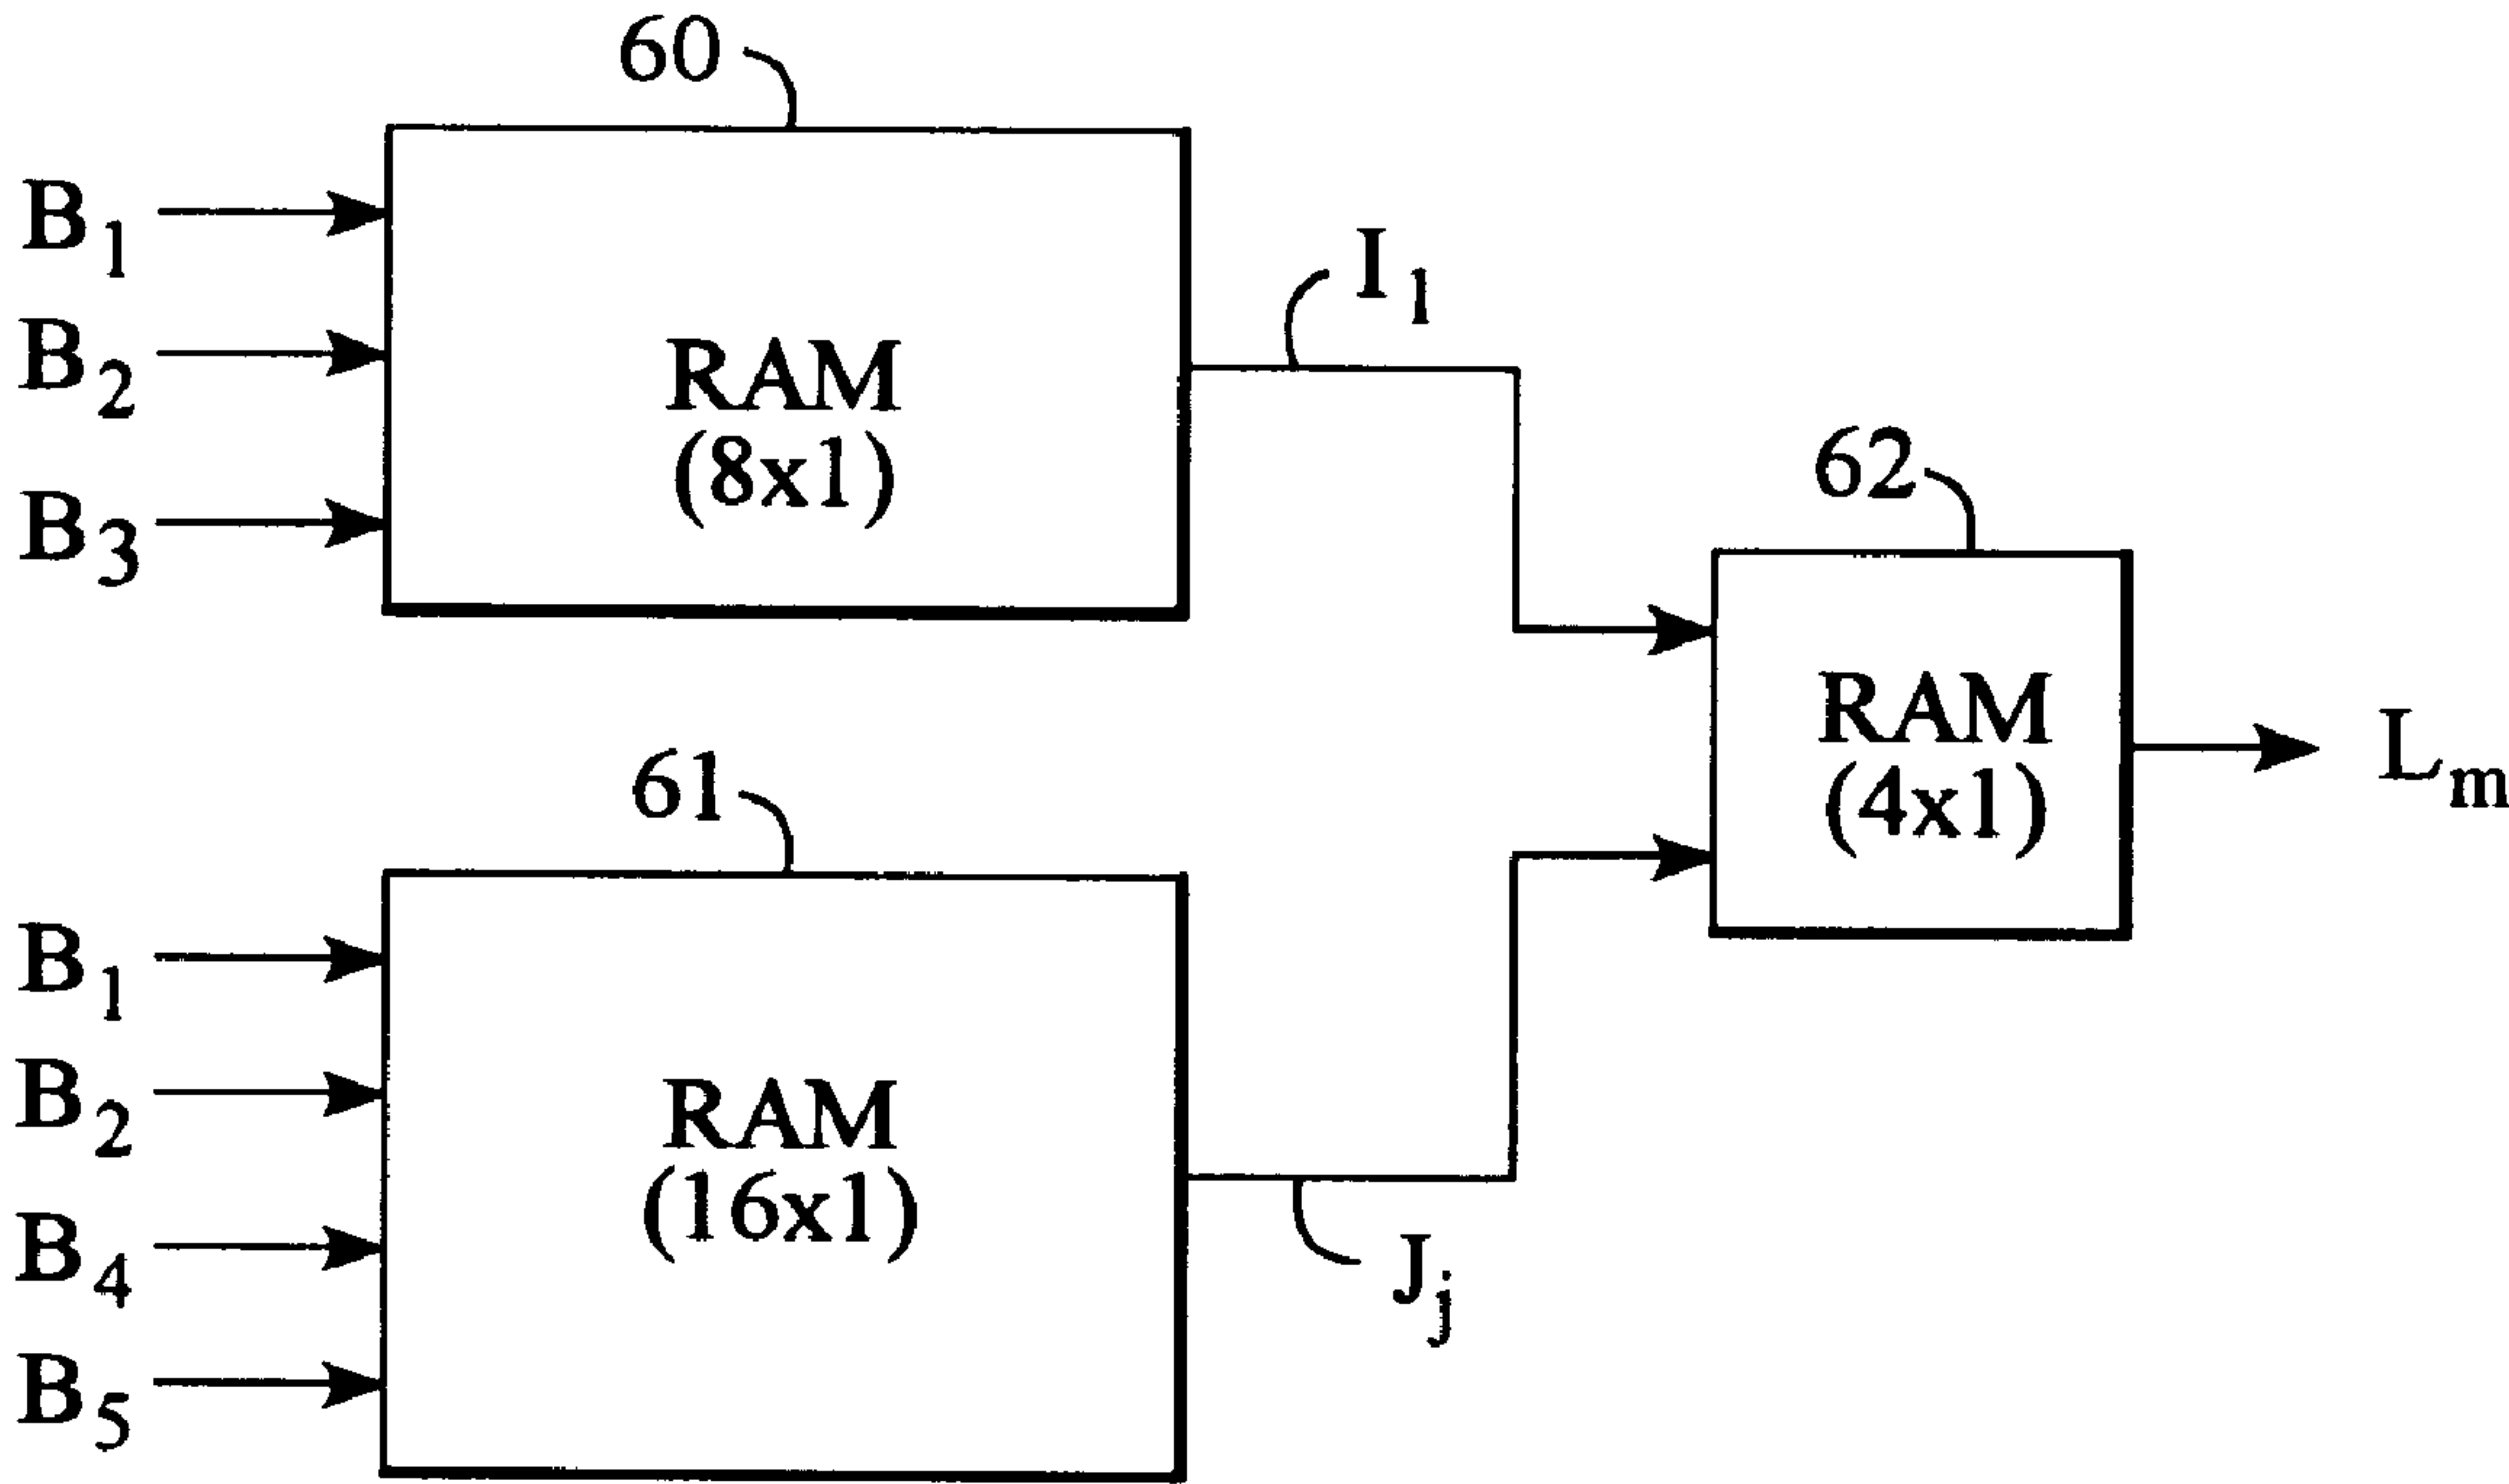 60
B1
B2
B3
RAM
(8x1)
I1
62
RAM
(4x1)
Lm
61
B1
B2
B4
B5
RAM
(16x1)
Jj